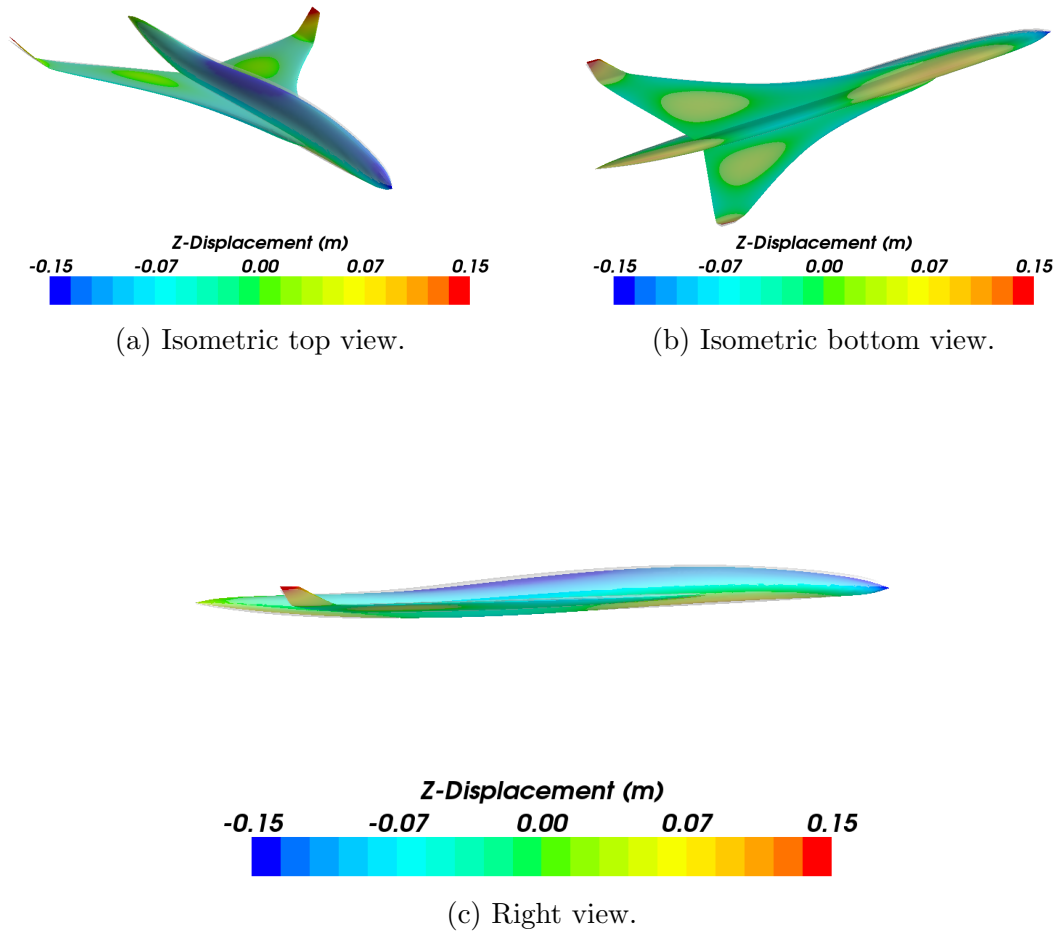 Z-Displacement (m)
-0.15 -0.07 0.00 0.07 0.15
(a) Isometric top view.
Z-Displacement (m)
-0.15 -0.07 0.00 0.07 0.15
(b) Isometric bottom view.
Z-Displacement (m)
-0.15 -0.07 0.00 0.07 0.15
(c) Right view.